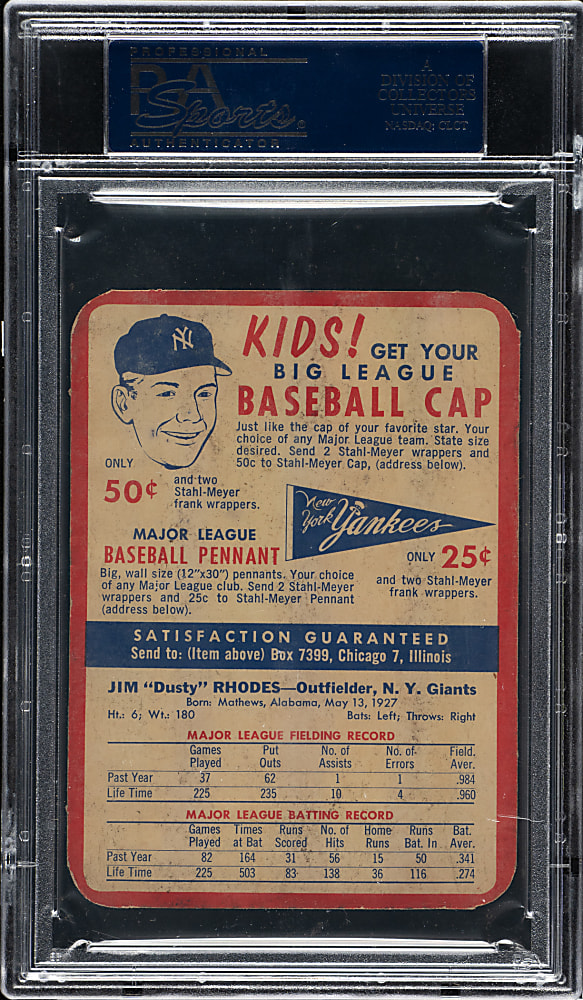 PROFESSIONAL
PSA
Sports
AUTHENTICATOR
A
DIVISION OF
COLLECTORS
UNIVERSE
NASDAQ: CLCT
NY
KIDS! GET YOUR
BIG LEAGUE
BASEBALL CAP
Just like the cap of your favorite star. Your
choice of any Major League team. State size
desired. Send 2 Stahl-Meyer wrappers and
50c to Stahl-Meyer Cap, (address below).
ONLY
50¢ and two
Stahl-Meyer
frank wrappers.
New York Yankees
MAJOR LEAGUE
BASEBALL PENNANT
ONLY 25¢
and two Stahl-Meyer
frank wrappers.
Big, wall size (12"x30") pennants. Your choice
of any Major League club. Send 2 Stahl-Meyer
wrappers and 25c to Stahl-Meyer Pennant
(address below).
SATISFACTION GUARANTEED
Send to: (Item above) Box 7399, Chicago 7, Illinois
JIM "Dusty" RHODES—Outfielder, N. Y. Giants
Born: Mathews, Alabama, May 13, 1927
Ht.: 6; Wt.: 180 Bats: Left; Throws: Right
MAJOR LEAGUE FIELDING RECORD
Games Put No. of No. of Field.
Played Outs Assists Errors Aver.
Past Year 37 62 1 1 .984
Life Time 225 235 10 4 .960
MAJOR LEAGUE BATTING RECORD
Games Times Runs No. of Home Runs Bat.
Played at Bat Scored Hits Runs Bat. In Aver.
Past Year 82 164 31 56 15 50 .341
Life Time 225 503 83 138 36 116 .274